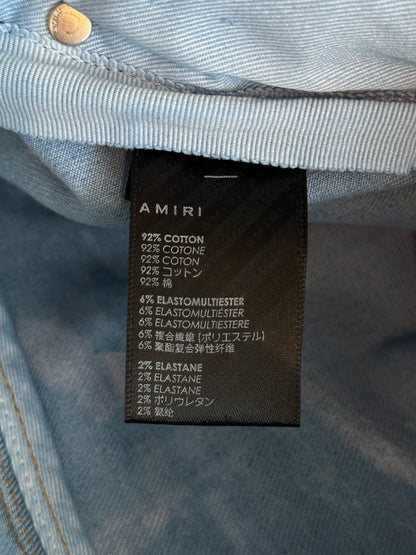 AMIRI
92% COTTON
92% COTONE
92% COTON
92% コットン
92% 棉
6% ELASTOMULTIESTER
6% ELASTOMULTIÉSTER
6% ELASTOMULTIESTERE
6% 複合繊維 (ポリエステル)
6% 聚酯复合弹性纤维
2% ELASTANE
2% ELASTANE
2% ELASTANE
2% ポリウレタン
2% 氨纶